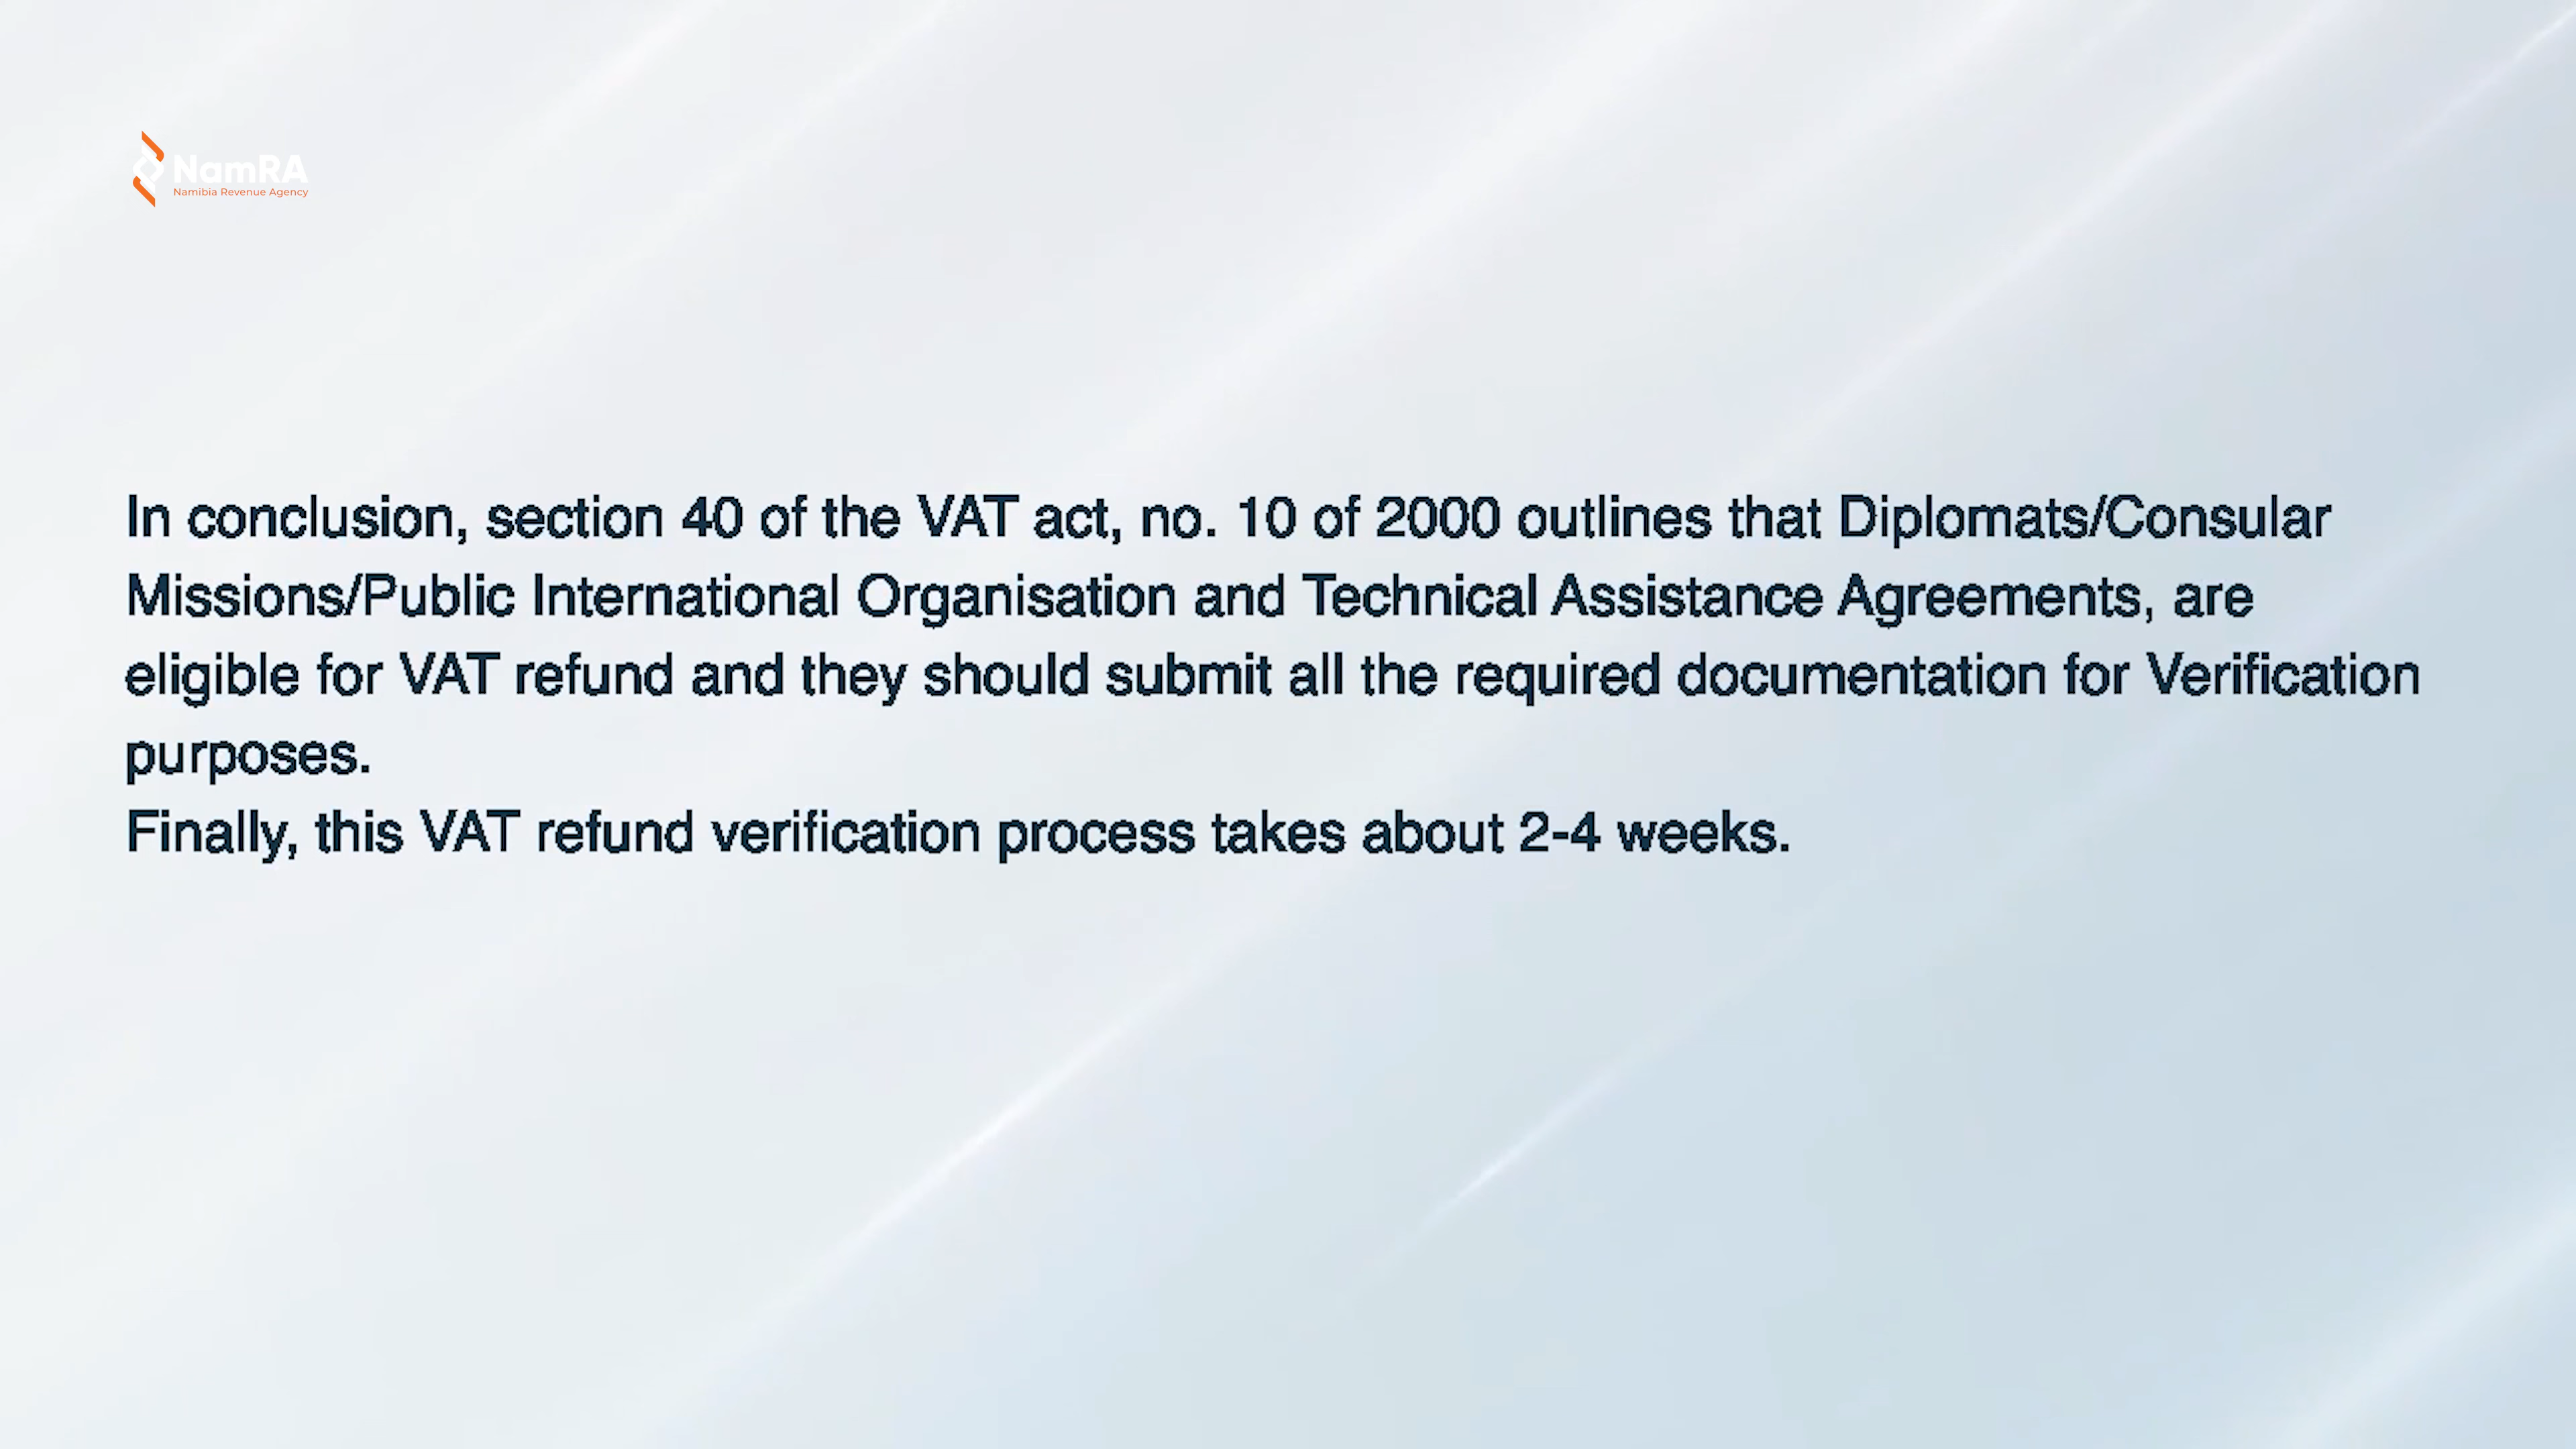 NamRA
Namibia Revenue Agency
In conclusion, section 40 of the VAT act, no. 10 of 2000 outlines that Diplomats/Consular
Missions/Public International Organisation and Technical Assistance Agreements, are
eligible for VAT refund and they should submit all the required documentation for Verification
purposes.
Finally, this VAT refund verification process takes about 2-4 weeks.